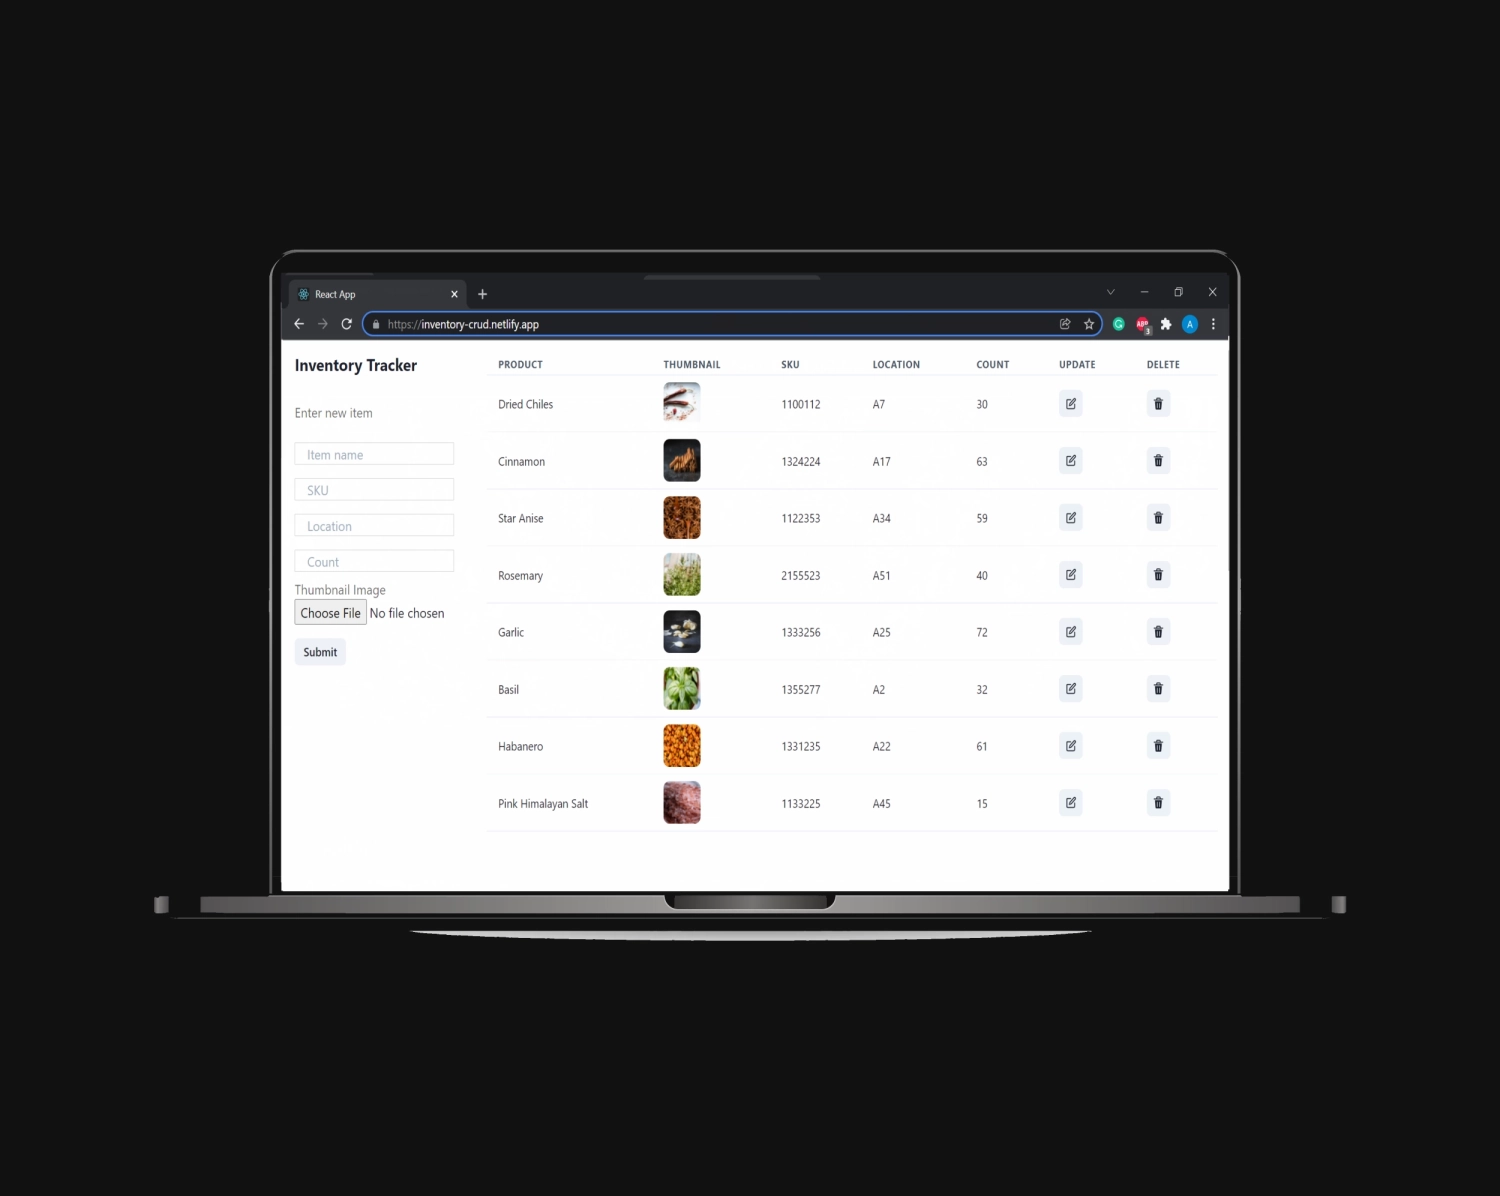 React App
https://inventory-crud.netlify.app
ABP
3
A
Inventory Tracker
Enter new item
Item name
SKU
Location
Count
Thumbnail Image
Choose File No file chosen
Submit
PRODUCT THUMBNAIL SKU LOCATION COUNT UPDATE DELETE
Dried Chiles 1100112 A7 30
Cinnamon 1324224 A17 63
Star Anise 1122353 A34 59
Rosemary 2155523 A51 40
Garlic 1333256 A25 72
Basil 1355277 A2 32
Habanero 1331235 A22 61
Pink Himalayan Salt 1133225 A45 15